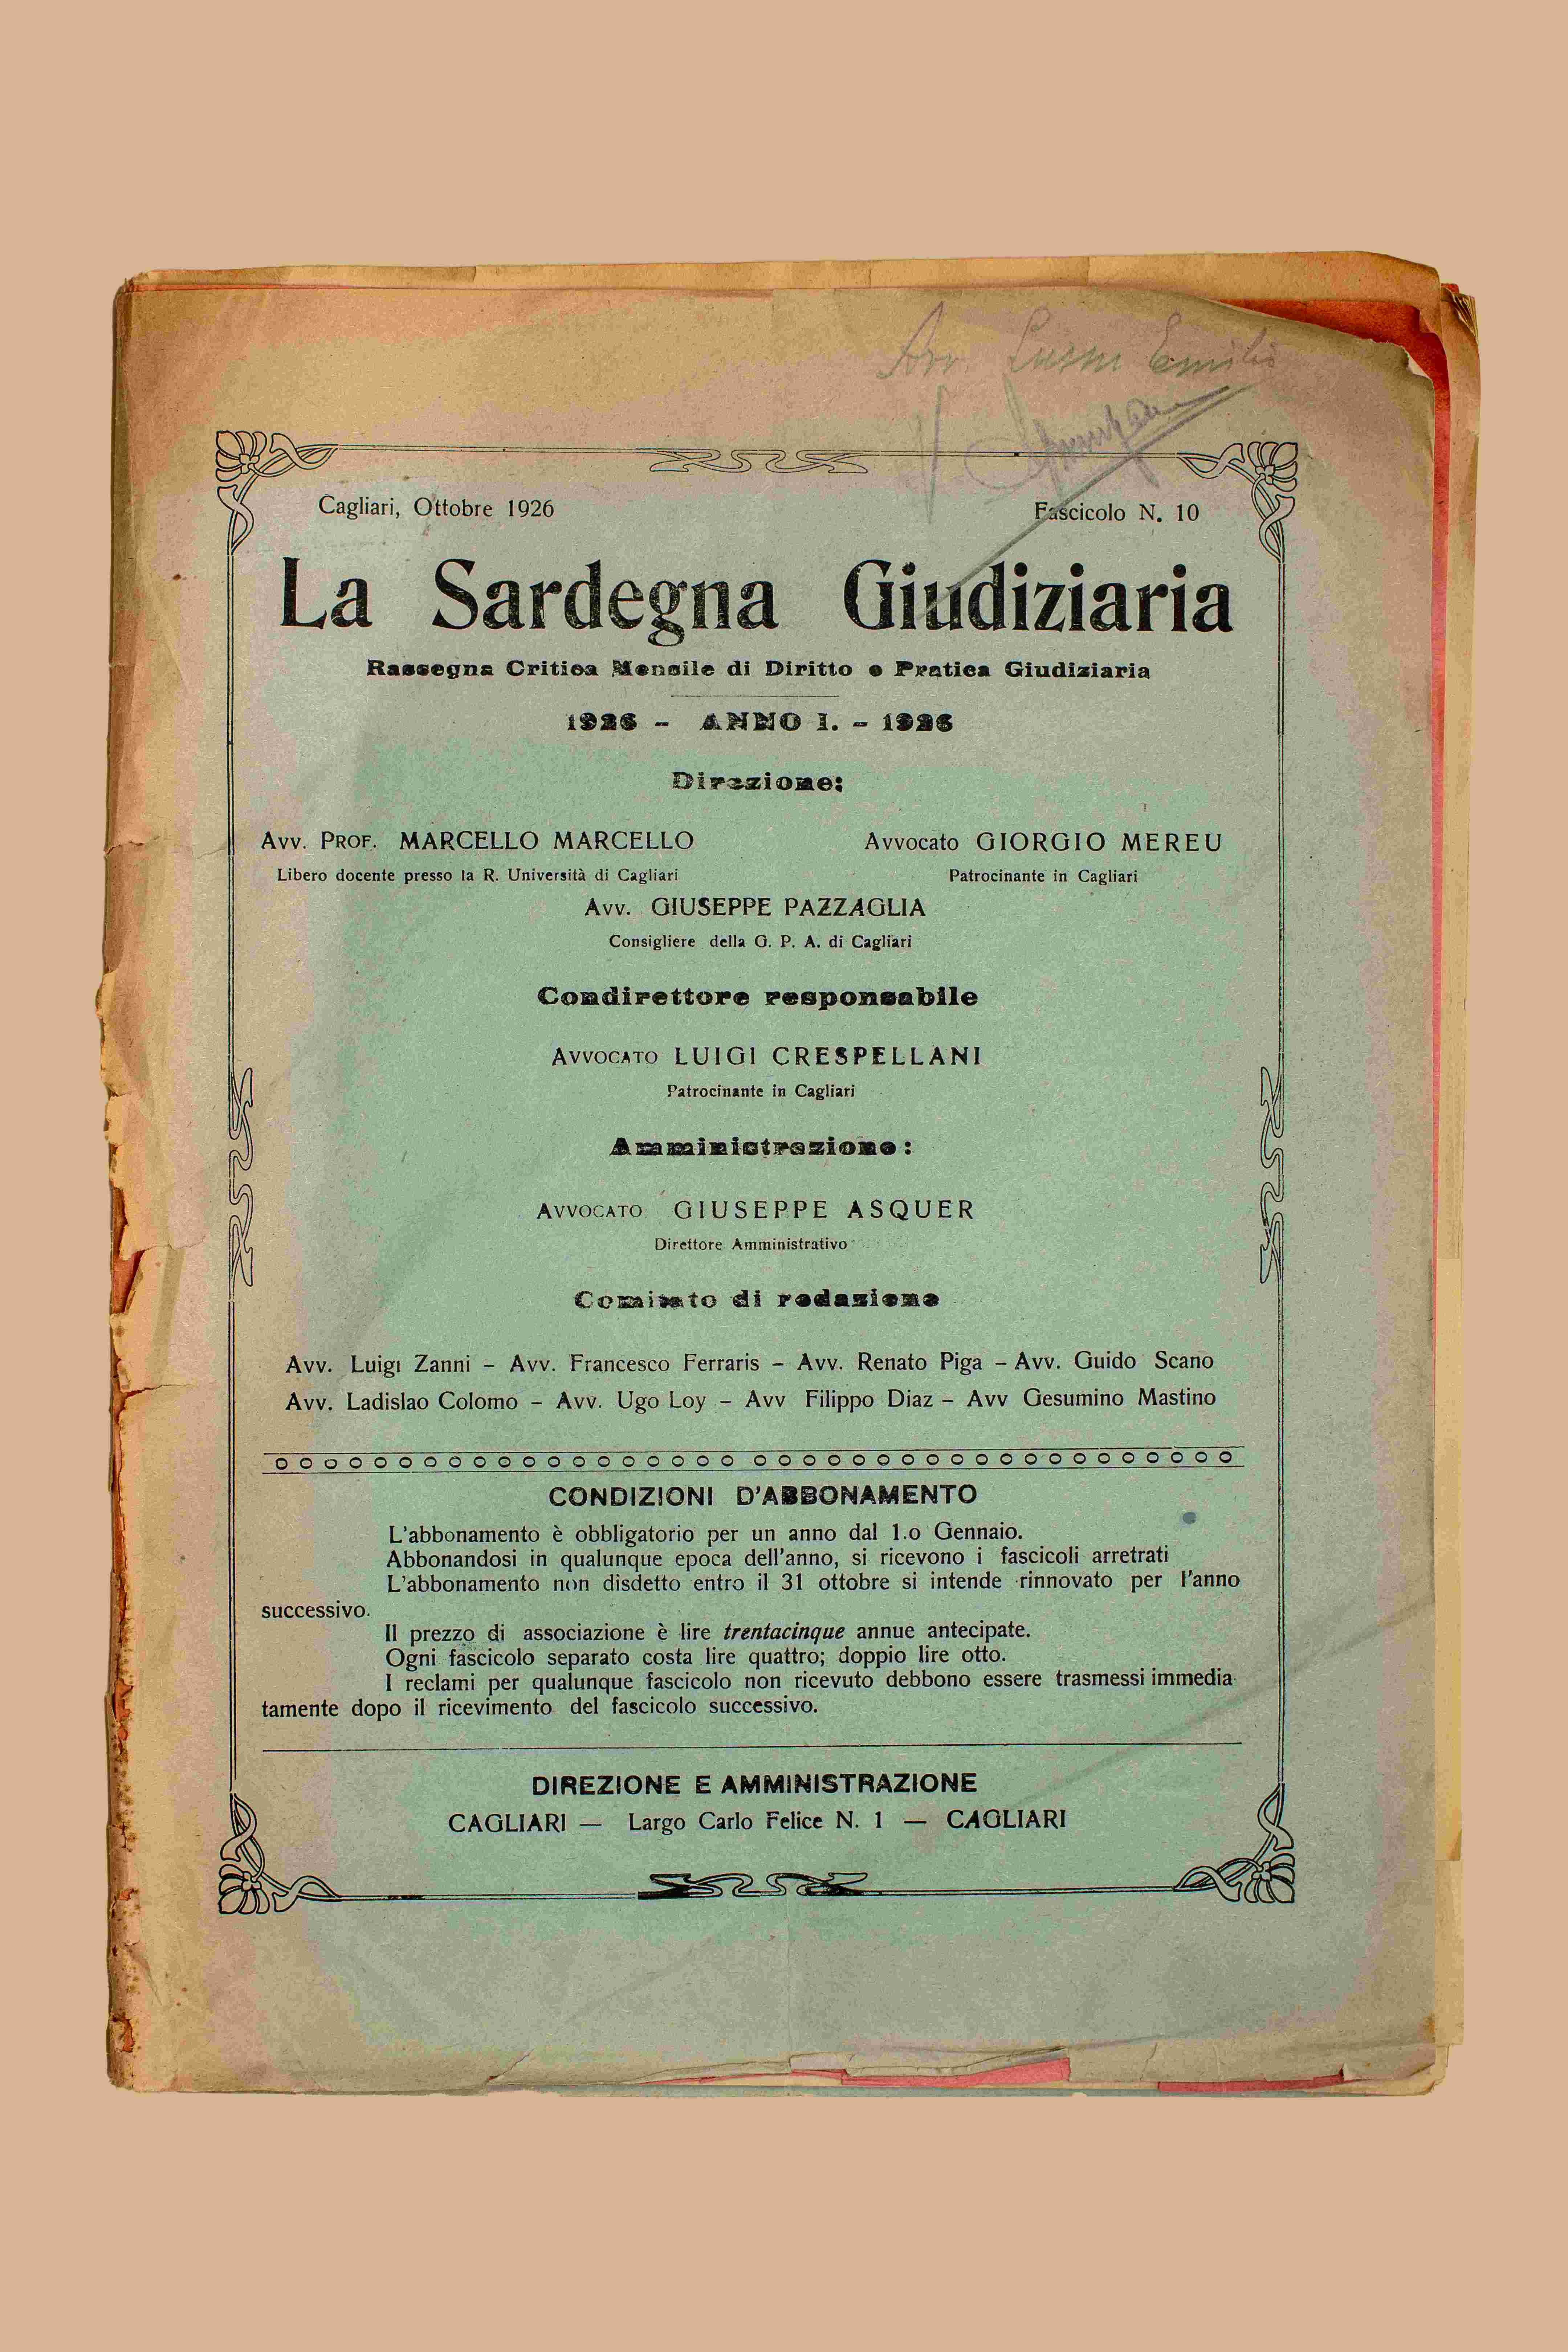 Avv. Lussu Emilio
Cagliari, Ottobre 1926 Fascicolo N. 10
La Sardegna Giudiziaria
Rassegna Critica Mensile di Diritto e Pratica Giudiziaria
1926 - ANNO I. - 1926
Direzione:
Avv. Prof. MARCELLO MARCELLO Avvocato GIORGIO MEREU
Libero docente presso la R. Università di Cagliari Patrocinante in Cagliari
Avv. GIUSEPPE PAZZAGLIA
Consigliere della G. P. A. di Cagliari
Condirettore responsabile
Avvocato LUIGI CRESPELLANI
Patrocinante in Cagliari
Amministrazione:
Avvocato GIUSEPPE ASQUER
Direttore Amministrativo
Comitato di redazione
Avv. Luigi Zanni - Avv. Francesco Ferraris - Avv. Renato Piga - Avv. Guido Scano
Avv. Ladislao Colomo - Avv. Ugo Loy - Avv Filippo Diaz - Avv Gesumino Mastino
CONDIZIONI D'ABBONAMENTO
L'abbonamento è obbligatorio per un anno dal 1.o Gennaio.
Abbonandosi in qualunque epoca dell'anno, si ricevono i fascicoli arretrati
L'abbonamento non disdetto entro il 31 ottobre si intende rinnovato per l'anno
successivo.
Il prezzo di associazione è lire trentacinque annue antecipate.
Ogni fascicolo separato costa lire quattro; doppio lire otto.
I reclami per qualunque fascicolo non ricevuto debbono essere trasmessi immedia-
tamente dopo il ricevimento del fascicolo successivo.
DIREZIONE E AMMINISTRAZIONE
CAGLIARI — Largo Carlo Felice N. 1 — CAGLIARI